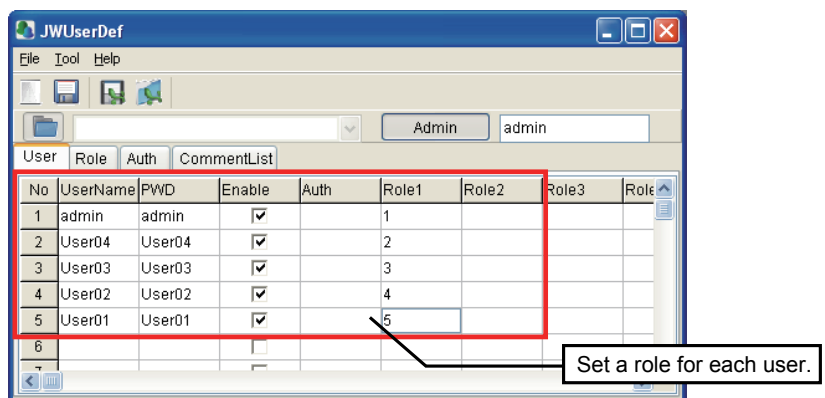 JWUserDef
File Tool Help
Admin admin
User Role Auth CommentList
No UserName PWD Enable Auth Role1 Role2 Role3 Role
1 admin admin 1
2 User04 User04 2
3 User03 User03 3
4 User02 User02 4
5 User01 User01 5
6
Set a role for each user.